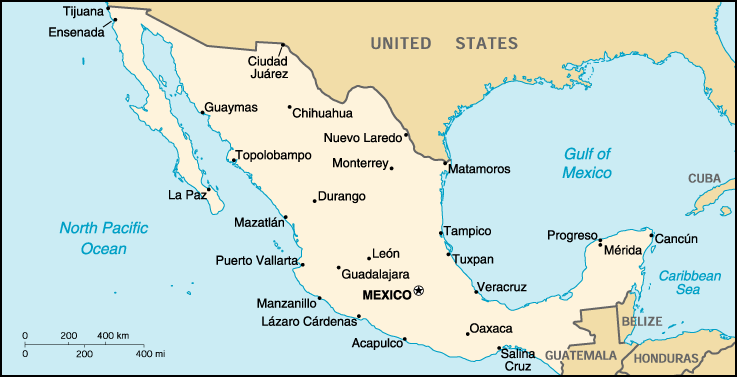 Tijuana
Ensenada
Ciudad
Juárez
UNITED STATES
Guaymas
Chihuahua
Nuevo Laredo
Topolobampo
Monterrey
Matamoros
Gulf of
Mexico
CUBA
La Paz
Durango
Mazatlán
North Pacific
Ocean
Tampico
Progreso
Cancún
Mérida
Puerto Vallarta
León
Guadalajara
Tuxpan
Caribbean
Sea
MEXICO
Veracruz
Manzanillo
Lázaro Cárdenas
Acapulco
Oaxaca
Salina
Cruz
BELIZE
GUATEMALA
HONDURAS
0 200 400 km
0 200 400 mi